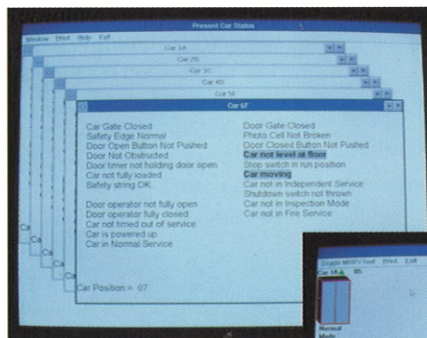 Present Car Status
Window Print Help Exit
Car 1A
Car 2B
Car 3C
Car 4D
Car 5E
Car 6F
Car Gate Closed
Safety Edge Normal
Door Open Button Not Pushed
Door Not Obstructed
Door timer not holding door open
Car not fully loaded
Safety string OK
Door operator not fully open
Door operator fully closed
Car not timed out of service
Car is powered up
Car in Normal Service
Door Gate Closed
Photo Cell Not Broken
Door Closed Button Not Pushed
Car not level at floor
Stop switch in run position
Car moving
Car not in Independent Service
Shutdown switch not thrown
Car not in Inspection Mode
Car not in Fire Service
Car Position = 07
Print Exit
Car 1A
Normal
Mode